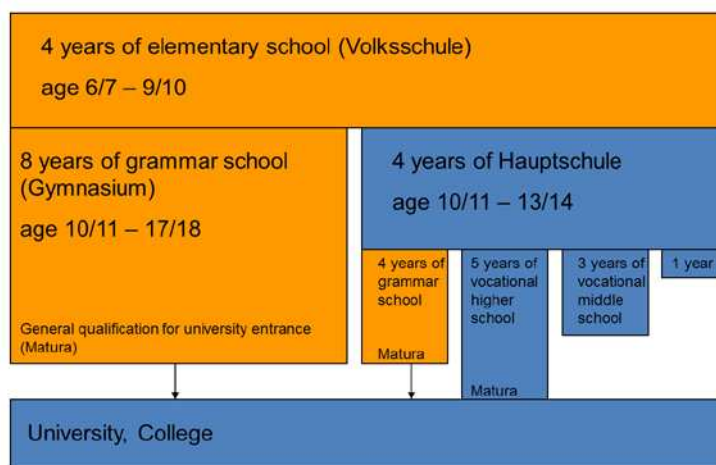 4 years of elementary school (Volksschule)
age 6/7 – 9/10
8 years of grammar school
(Gymnasium)
age 10/11 – 17/18
General qualification for university entrance
(Matura)
4 years of Hauptschule
age 10/11 – 13/14
4 years of
grammar
school
Matura
5 years of
vocational
higher
school
Matura
3 years of
vocational
middle
school
1 year
University, College